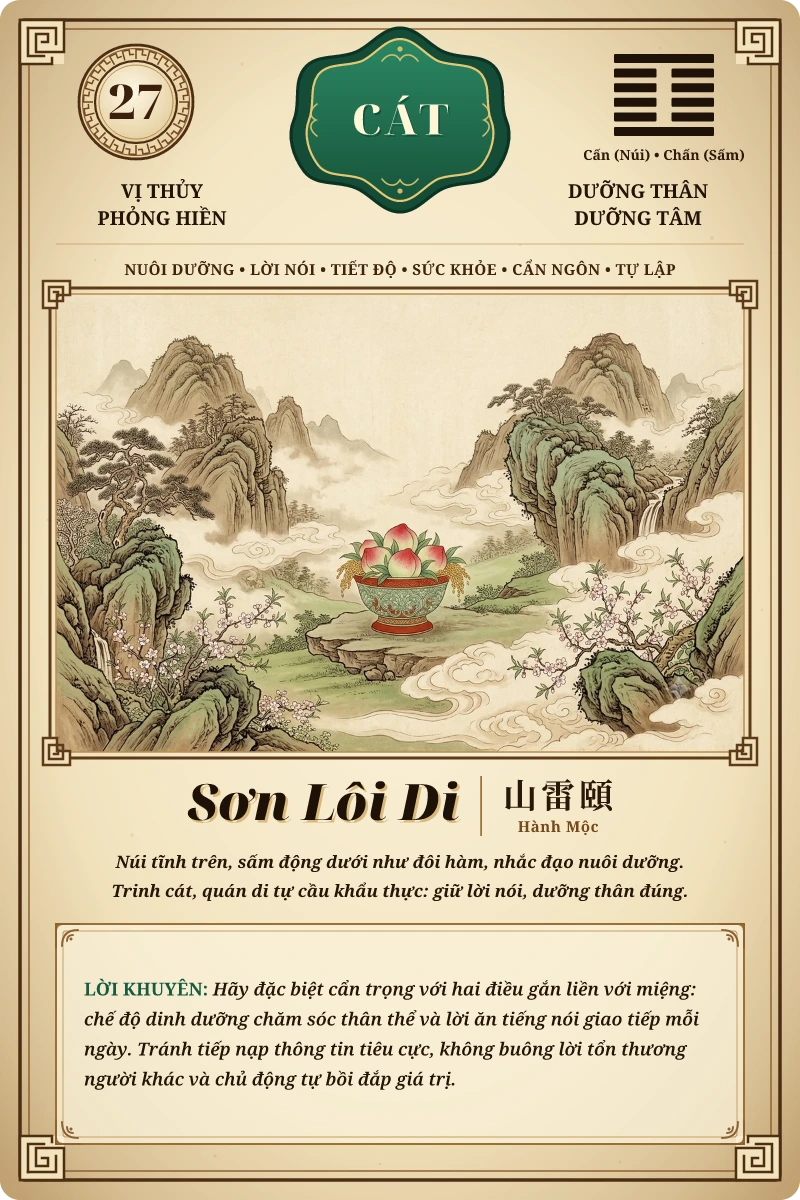 27
CÁT
Cấn (Núi) • Chấn (Sấm)
VỊ THỦY
PHỎNG HIỀN
DƯỠNG THÂN
DƯỠNG TÂM
NUÔI DƯỠNG • LỜI NÓI • TIẾT ĐỘ • SỨC KHỎE • CẨN NGÔN • TỰ LẬP
Sơn Lôi Di
山雷頤
Hành Mộc
Núi tĩnh trên, sấm động dưới như đôi hàm, nhắc đạo nuôi dưỡng.
Trinh cát, quán di tự cầu khẩu thực: giữ lời nói, dưỡng thân đúng.
LỜI KHUYÊN: Hãy đặc biệt cẩn trọng với hai điều gắn liền với miệng:
chế độ dinh dưỡng chăm sóc thân thể và lời ăn tiếng nói giao tiếp mỗi
ngày. Tránh tiếp nạp thông tin tiêu cực, không buông lời tổn thương
người khác và chủ động tự bồi đắp giá trị.